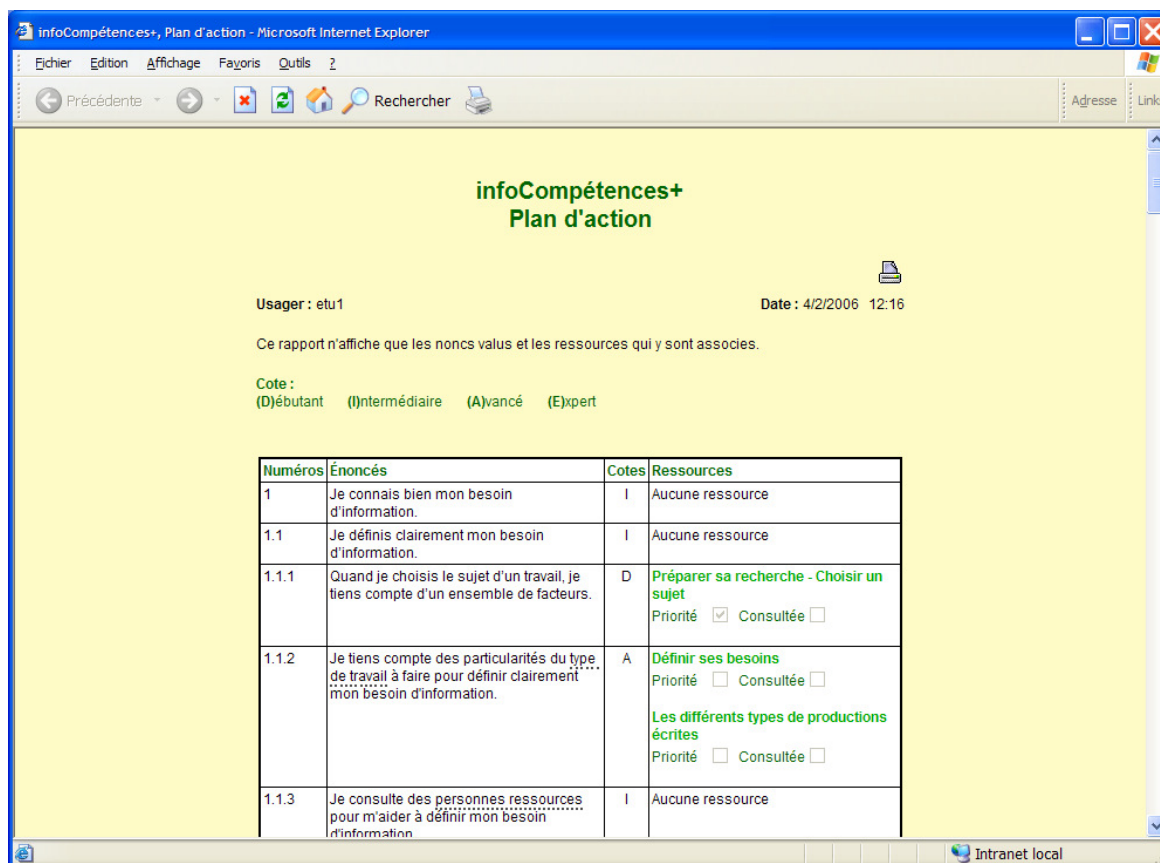 infoCompétences+, Plan d'action - Microsoft Internet Explorer
Fichier Edition Affichage Favoris Outils ?
Précédente Rechercher Adresse Link
infoCompétences+
Plan d'action
Usager : etu1 Date : 4/2/2006 12:16
Ce rapport n'affiche que les noncs valus et les ressources qui y sont associes.
Cote :
(D)ébutant (I)ntermédiaire (A)vancé (E)xpert
Numéros Énoncés Cotes Ressources
1 Je connais bien mon besoin I Aucune ressource
d'information.
1.1 Je définis clairement mon besoin I Aucune ressource
d'information.
1.1.1 Quand je choisis le sujet d'un travail, je D Préparer sa recherche - Choisir un
tiens compte d'un ensemble de facteurs. sujet
Priorité Consultée
1.1.2 Je tiens compte des particularités du type A Définir ses besoins
de travail à faire pour définir clairement Priorité Consultée
mon besoin d'information.
Les différents types de productions
écrites
Priorité Consultée
1.1.3 Je consulte des personnes ressources I Aucune ressource
pour m'aider à définir mon besoin
d'information
Intranet local